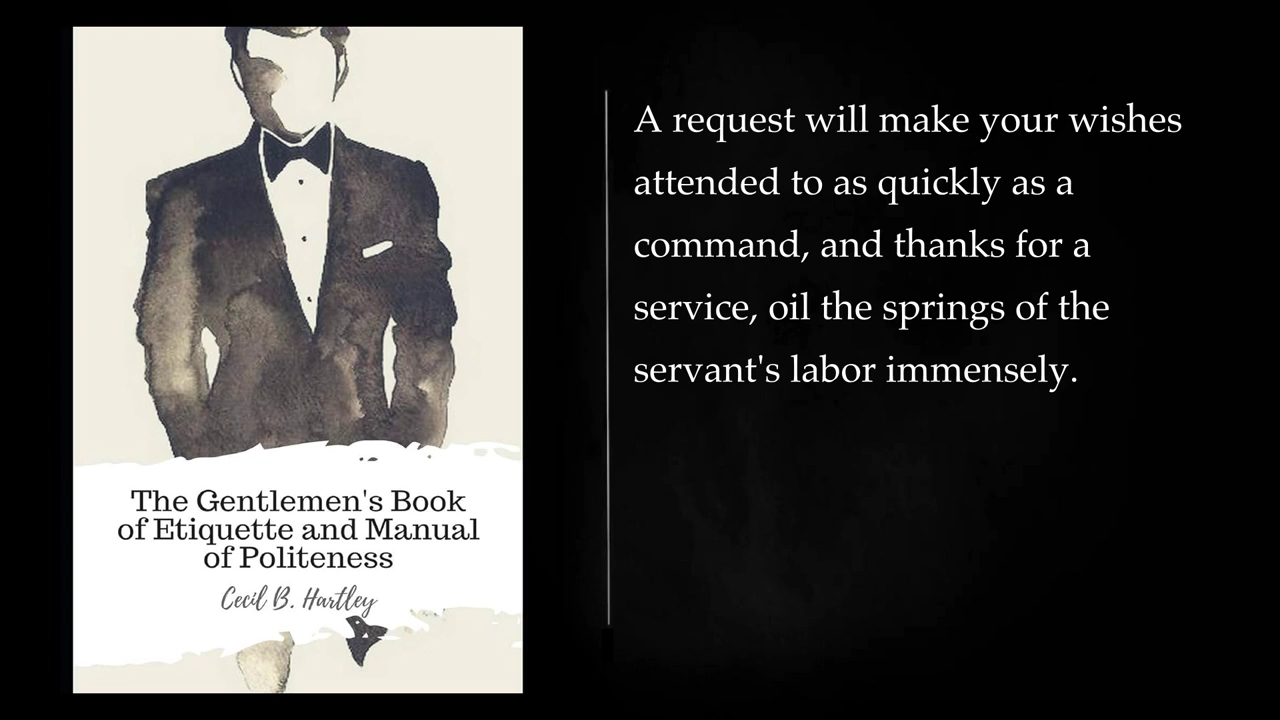 The Gentlemen's Book
of Etiquette and Manual
of Politeness
Cecil B. Hartley
A request will make your wishes
attended to as quickly as a
command, and thanks for a
service, oil the springs of the
servant's labor immensely.